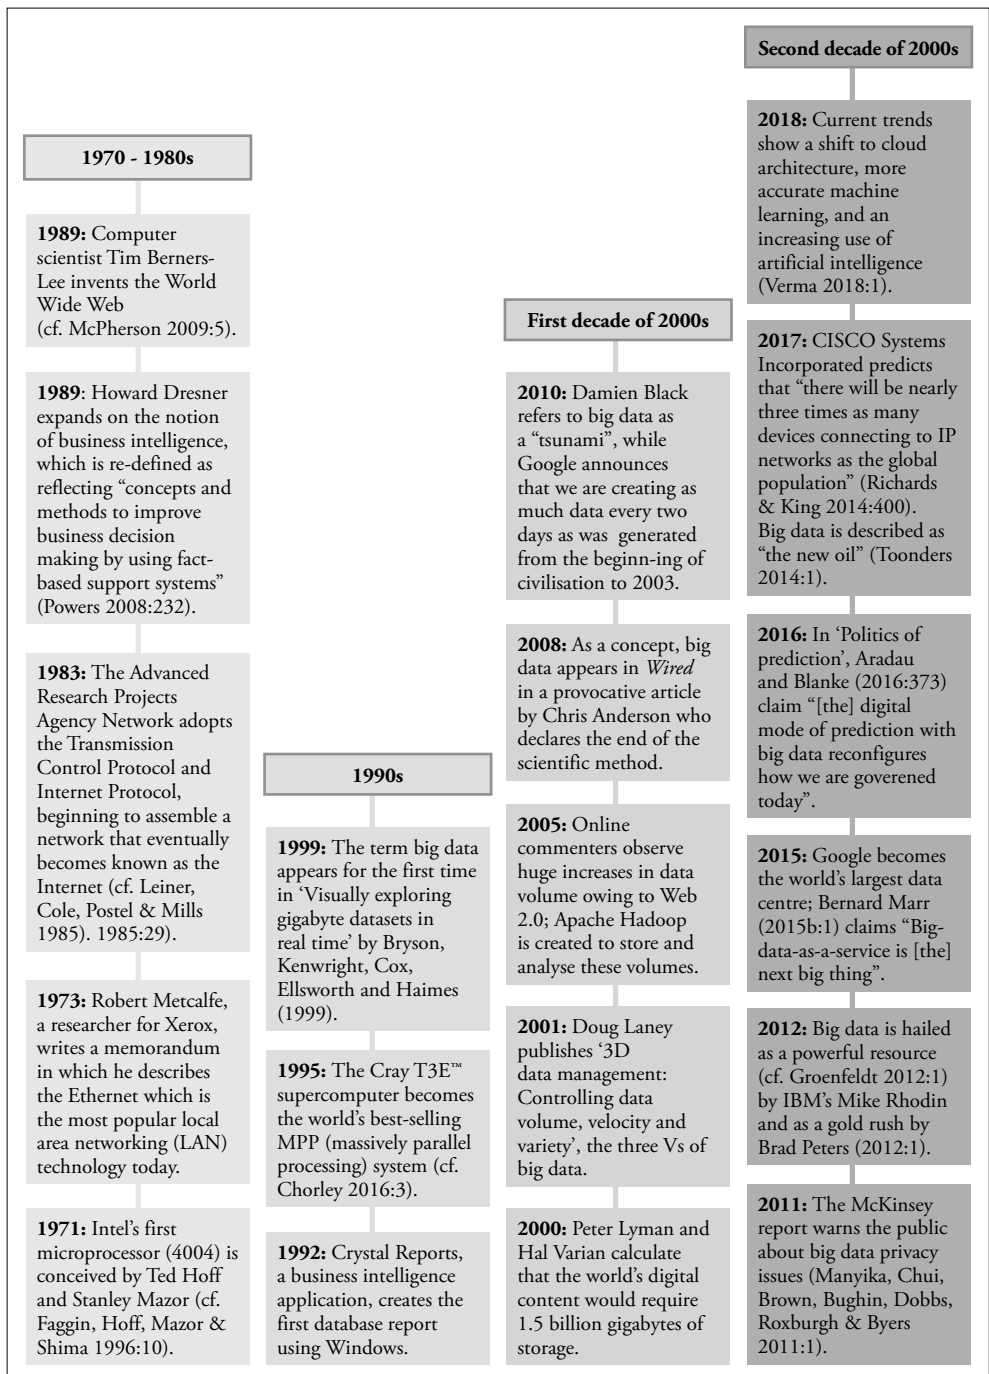 1970 - 1980s
1989: Computer
scientist Tim Berners-
Lee invents the World
Wide Web
(cf. McPherson 2009:5).
1989: Howard Dresner
expands on the notion
of business intelligence,
which is re-defined as
reflecting “concepts and
methods to improve
business decision
making by using fact-
based support systems”
(Powers 2008:232).
1983: The Advanced
Research Projects
Agency Network adopts
the Transmission
Control Protocol and
Internet Protocol,
beginning to assemble a
network that eventually
becomes known as the
Internet (cf. Leiner,
Cole, Postel & Mills
1985). 1985:29).
1973: Robert Metcalfe,
a researcher for Xerox,
writes a memorandum
in which he describes
the Ethernet which is
the most popular local
area networking (LAN)
technology today.
1971: Intel’s first
microprocessor (4004) is
conceived by Ted Hoff
and Stanley Mazor (cf.
Faggin, Hoff, Mazor &
Shima 1996:10).
1990s
1999: The term big data
appears for the first time
in ‘Visually exploring
gigabyte datasets in
real time’ by Bryson,
Kenwright, Cox,
Ellsworth and Haimes
(1999).
1995: The Cray T3E™
supercomputer becomes
the world’s best-selling
MPP (massively parallel
processing) system (cf.
Chorley 2016:3).
1992: Crystal Reports,
a business intelligence
application, creates the
first database report
using Windows.
First decade of 2000s
2010: Damien Black
refers to big data as
a “tsunami”, while
Google announces
that we are creating as
much data every two
days as was generated
from the beginn-ing of
civilisation to 2003.
2008: As a concept, big
data appears in Wired
in a provocative article
by Chris Anderson who
declares the end of the
scientific method.
2005: Online
commenters observe
huge increases in data
volume owing to Web
2.0; Apache Hadoop
is created to store and
analyse these volumes.
2001: Doug Laney
publishes ‘3D
data management:
Controlling data
volume, velocity and
variety’, the three Vs of
big data.
2000: Peter Lyman and
Hal Varian calculate
that the world’s digital
content would require
1.5 billion gigabytes of
storage.
Second decade of 2000s
2018: Current trends
show a shift to cloud
architecture, more
accurate machine
learning, and an
increasing use of
artificial intelligence
(Verma 2018:1).
2017: CISCO Systems
Incorporated predicts
that “there will be nearly
three times as many
devices connecting to IP
networks as the global
population” (Richards
& King 2014:400).
Big data is described as
“the new oil” (Toonders
2014:1).
2016: In ‘Politics of
prediction’, Aradau
and Blanke (2016:373)
claim “[the] digital
mode of prediction with
big data reconfigures
how we are goverened
today”.
2015: Google becomes
the world’s largest data
centre; Bernard Marr
(2015b:1) claims “Big-
data-as-a-service is [the]
next big thing”.
2012: Big data is hailed
as a powerful resource
(cf. Groenfeldt 2012:1)
by IBM’s Mike Rhodin
and as a gold rush by
Brad Peters (2012:1).
2011: The McKinsey
report warns the public
about big data privacy
issues (Manyika, Chui,
Brown, Bughin, Dobbs,
Roxburgh & Byers
2011:1).